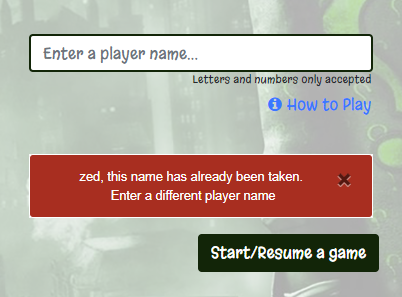 Enter a player name...
Letters and numbers only accepted
How to Play
zed, this name has already been taken.
Enter a different player name
Start/Resume a game